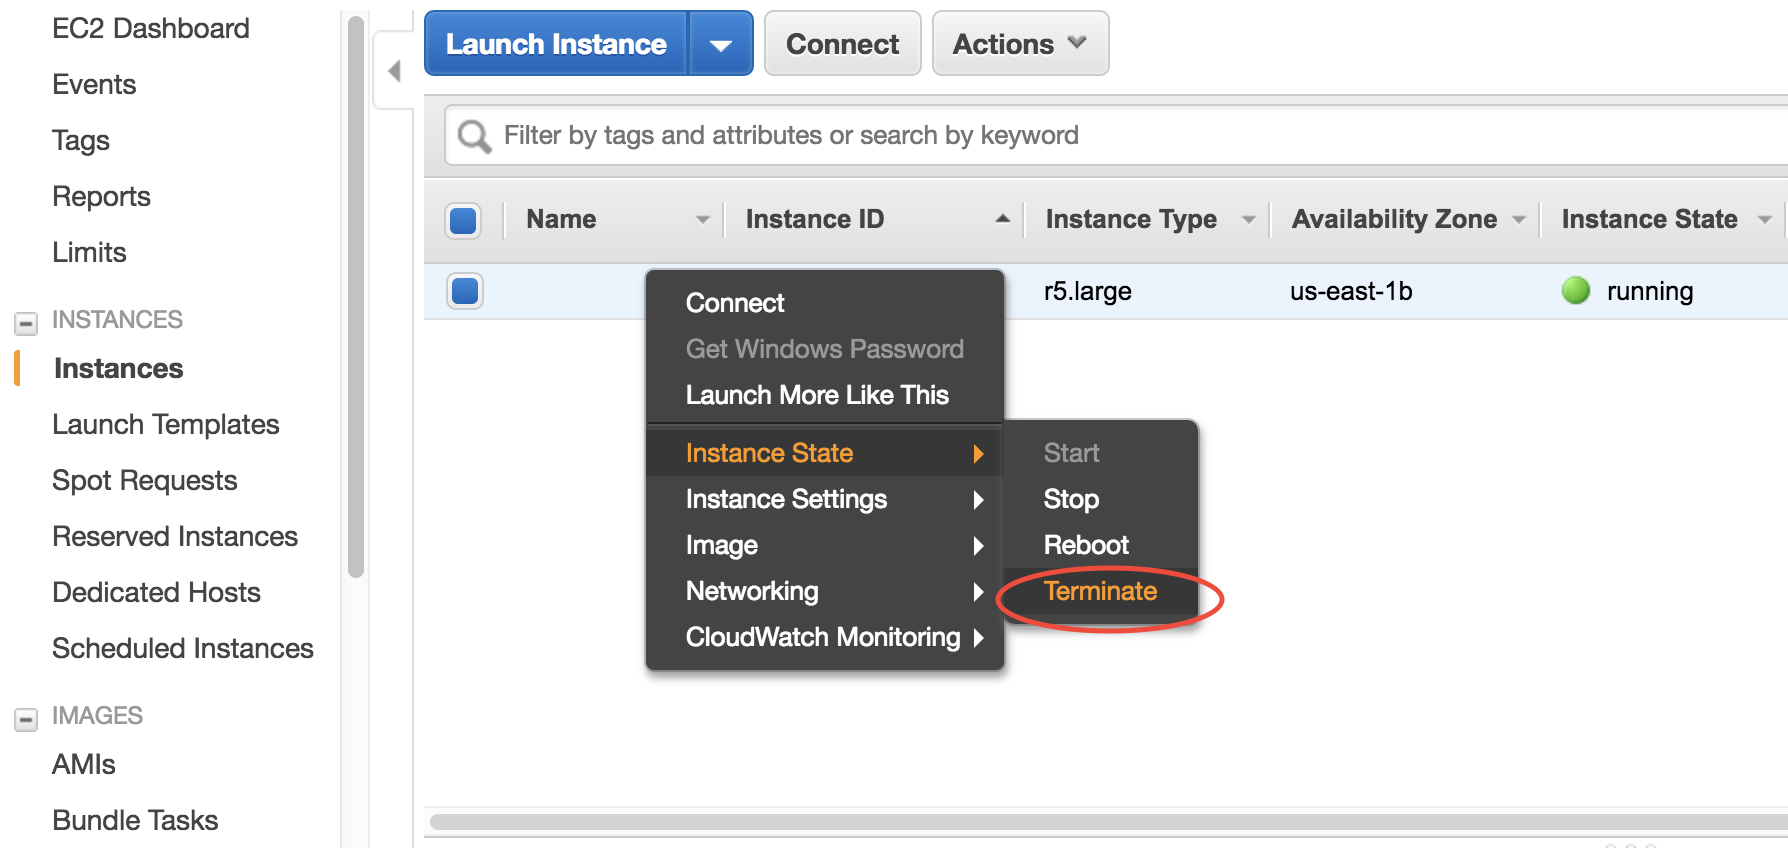 EC2 Dashboard
Events
Tags
Reports
Limits
INSTANCES
Instances
Launch Templates
Spot Requests
Reserved Instances
Dedicated Hosts
Scheduled Instances
IMAGES
AMIs
Bundle Tasks
Launch Instance Connect Actions
Filter by tags and attributes or search by keyword
Name Instance ID Instance Type Availability Zone Instance State
r5.large us-east-1b running
Connect
Get Windows Password
Launch More Like This
Instance State
Instance Settings
Image
Networking
CloudWatch Monitoring
Start
Stop
Reboot
Terminate